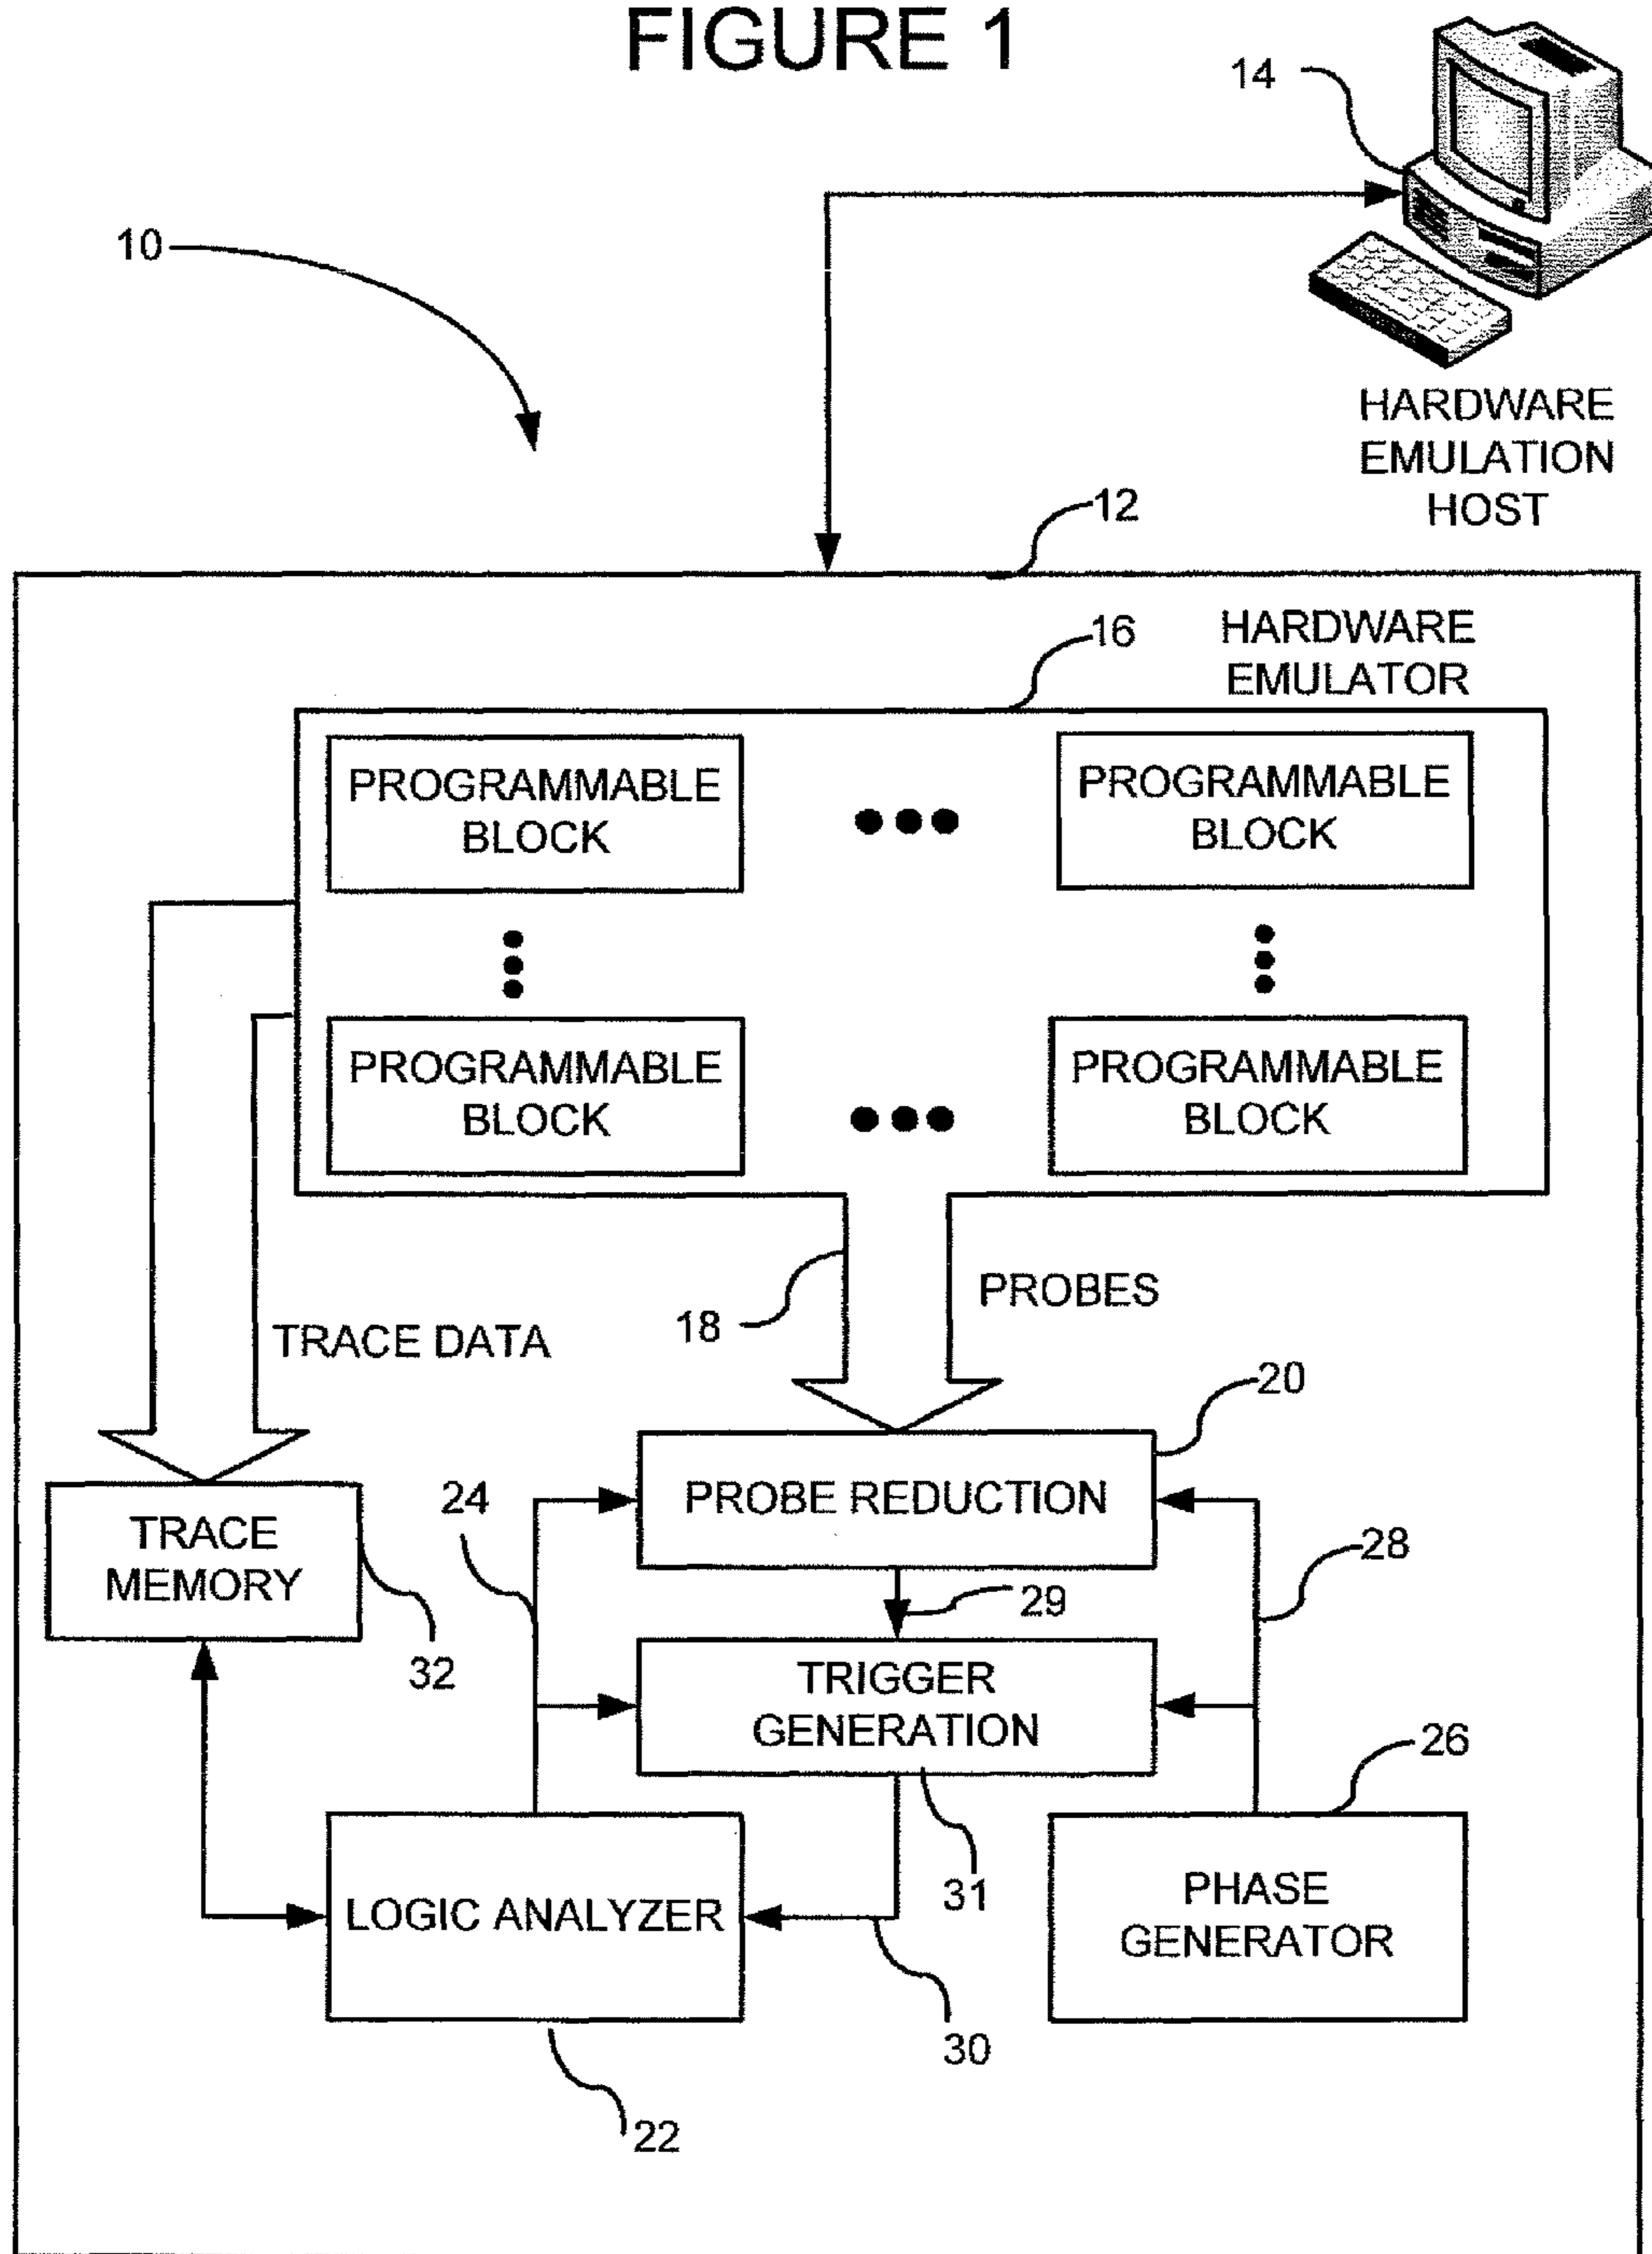 FIGURE 1
14
10
HARDWARE
EMULATION
HOST
12
16
HARDWARE
EMULATOR
PROGRAMMABLE
BLOCK
PROGRAMMABLE
BLOCK
PROGRAMMABLE
BLOCK
PROGRAMMABLE
BLOCK
18
PROBES
TRACE DATA
20
24
PROBE REDUCTION
TRACE
MEMORY
28
29
32
TRIGGER
GENERATION
26
31
LOGIC ANALYZER
PHASE
GENERATOR
30
22